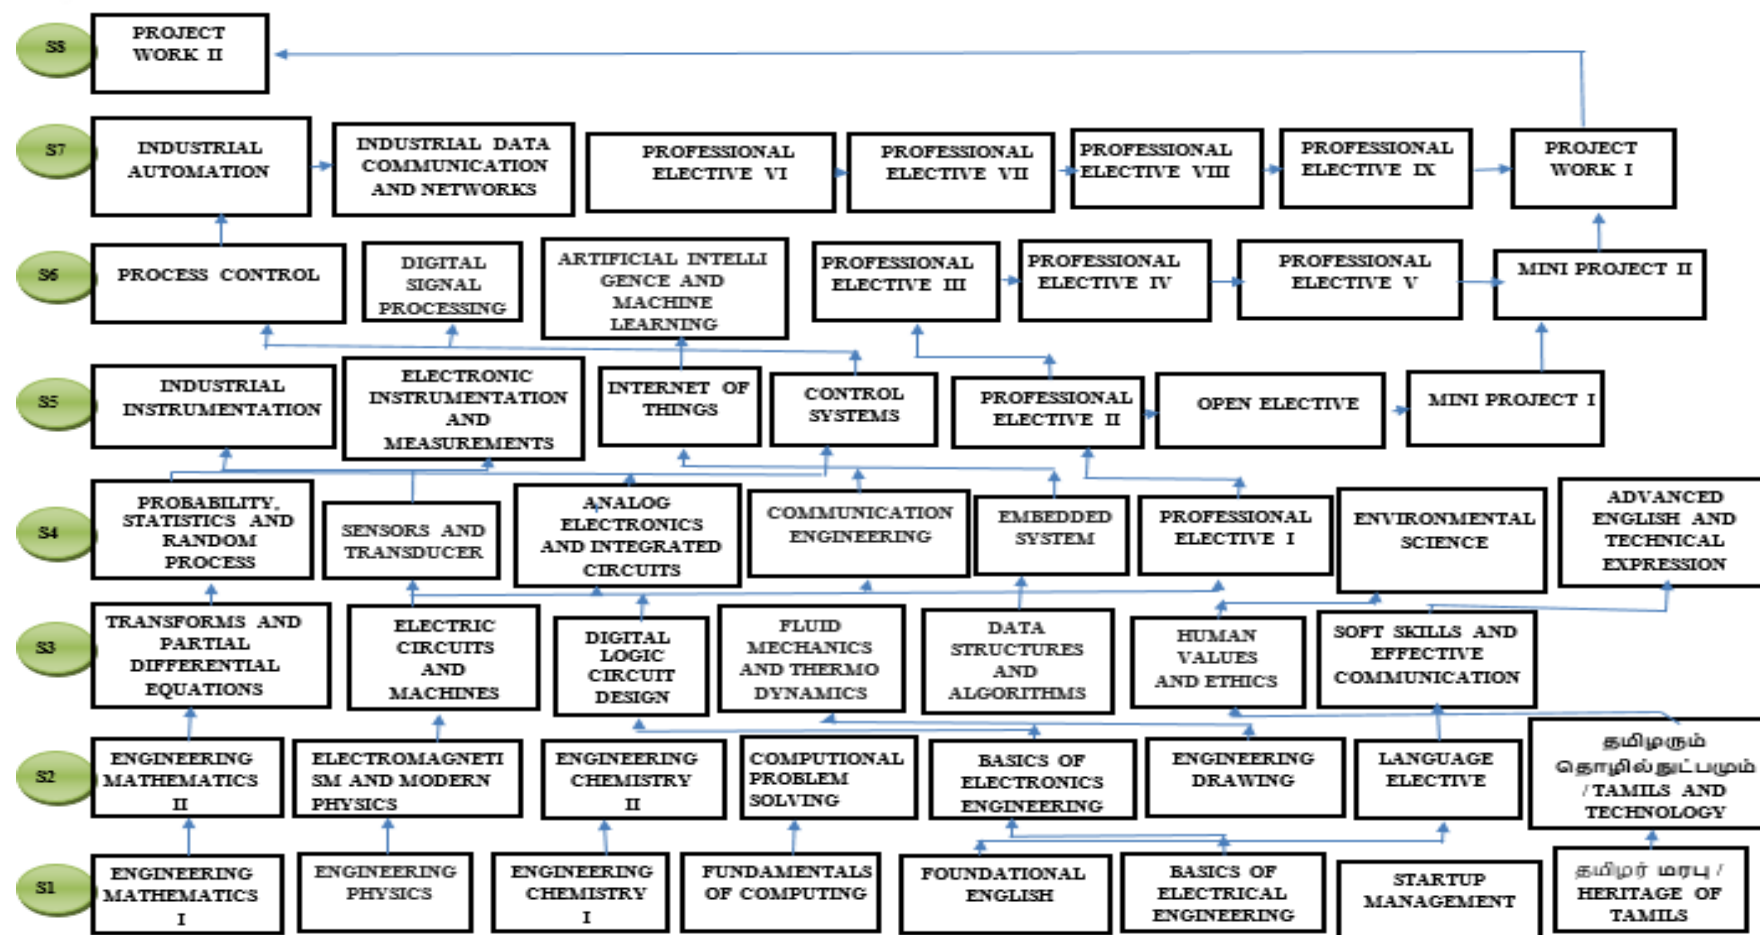 S8
PROJECT
WORK II
S7
INDUSTRIAL
AUTOMATION
INDUSTRIAL DATA
COMMUNICATION
AND NETWORKS
PROFESSIONAL
ELECTIVE VI
PROFESSIONAL
ELECTIVE VII
PROFESSIONAL
ELECTIVE VIII
PROFESSIONAL
ELECTIVE IX
PROJECT
WORK I
S6
PROCESS CONTROL
DIGITAL
SIGNAL
PROCESSING
ARTIFICIAL INTELLI
GENCE AND
MACHINE
LEARNING
PROFESSIONAL
ELECTIVE III
PROFESSIONAL
ELECTIVE IV
PROFESSIONAL
ELECTIVE V
MINI PROJECT II
S5
INDUSTRIAL
INSTRUMENTATION
ELECTRONIC
INSTRUMENTATION
AND
MEASUREMENTS
INTERNET OF
THINGS
CONTROL
SYSTEMS
PROFESSIONAL
ELECTIVE II
OPEN ELECTIVE
MINI PROJECT I
S4
PROBABILITY,
STATISTICS AND
RANDOM
PROCESS
SENSORS AND
TRANSDUCER
ANALOG
ELECTRONICS
AND INTEGRATED
CIRCUITS
COMMUNICATION
ENGINEERING
EMBEDDED
SYSTEM
PROFESSIONAL
ELECTIVE I
ENVIRONMENTAL
SCIENCE
ADVANCED
ENGLISH AND
TECHNICAL
EXPRESSION
S3
TRANSFORMS AND
PARTIAL
DIFFERENTIAL
EQUATIONS
ELECTRIC
CIRCUITS
AND
MACHINES
DIGITAL
LOGIC
CIRCUIT
DESIGN
FLUID
MECHANICS
AND THERMO
DYNAMICS
DATA
STRUCTURES
AND
ALGORITHMS
HUMAN
VALUES
AND ETHICS
SOFT SKILLS AND
EFFECTIVE
COMMUNICATION
S2
ENGINEERING
MATHEMATICS
II
ELECTROMAGNETI
SM AND MODERN
PHYSICS
ENGINEERING
CHEMISTRY
II
COMPUTIONAL
PROBLEM
SOLVING
BASICS OF
ELECTRONICS
ENGINEERING
ENGINEERING
DRAWING
LANGUAGE
ELECTIVE
தமிழரும்
தொழில்நுட்பமும்
/ TAMILS AND
TECHNOLOGY
S1
ENGINEERING
MATHEMATICS
I
ENGINEERING
PHYSICS
ENGINEERING
CHEMISTRY
I
FUNDAMENTALS
OF COMPUTING
FOUNDATIONAL
ENGLISH
BASICS OF
ELECTRICAL
ENGINEERING
STARTUP
MANAGEMENT
தமிழர் மரபு /
HERITAGE OF
TAMILS